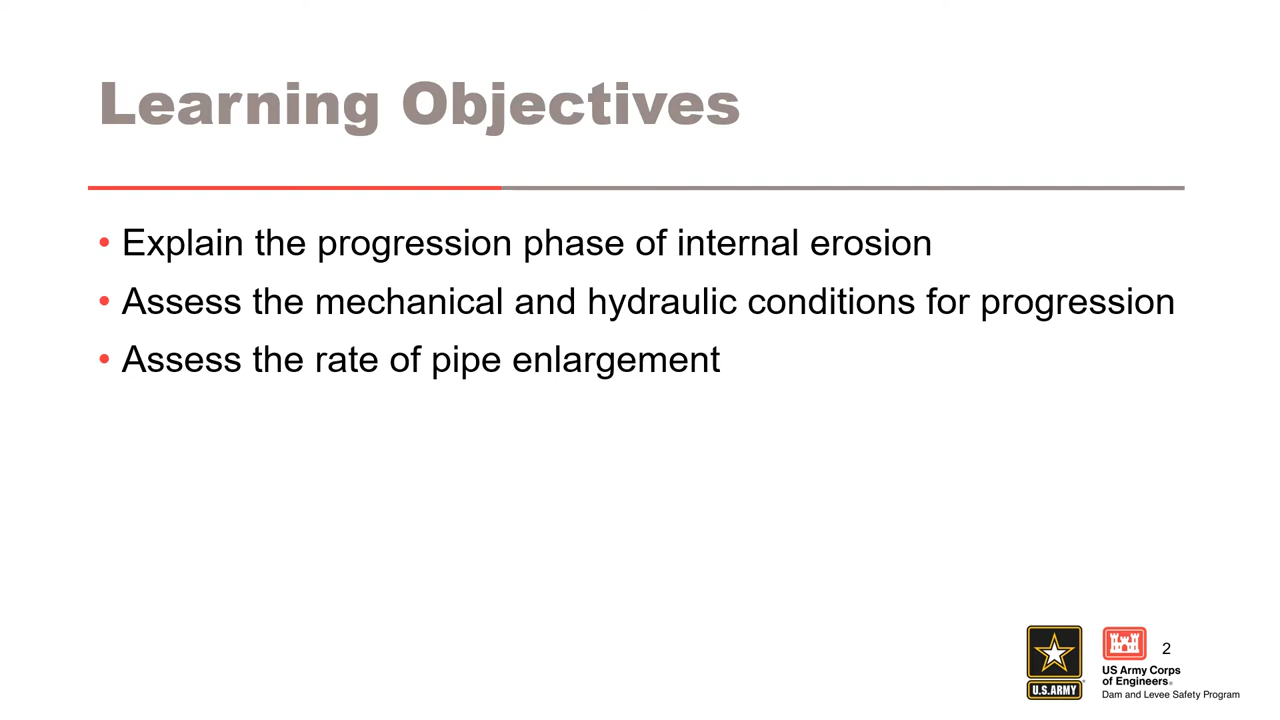 Learning Objectives
• Explain the progression phase of internal erosion
• Assess the mechanical and hydraulic conditions for progression
• Assess the rate of pipe enlargement
2
U.S.ARMY
US Army Corps
of Engineers®
Dam and Levee Safety Program